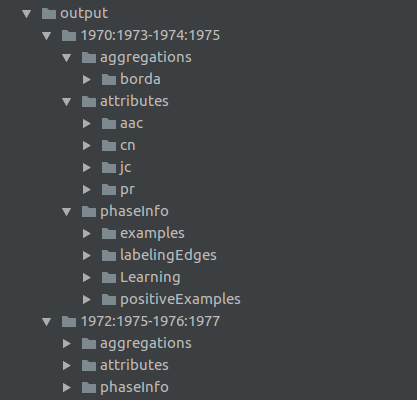 output
1970:1973-1974:1975
aggregations
borda
attributes
aac
cn
jc
pr
phaseInfo
examples
labelingEdges
Learning
positiveExamples
1972:1975-1976:1977
aggregations
attributes
phaseInfo